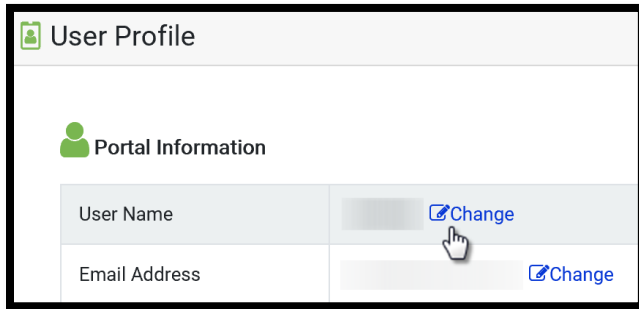 User Profile
Portal Information
User Name Change
Email Address Change